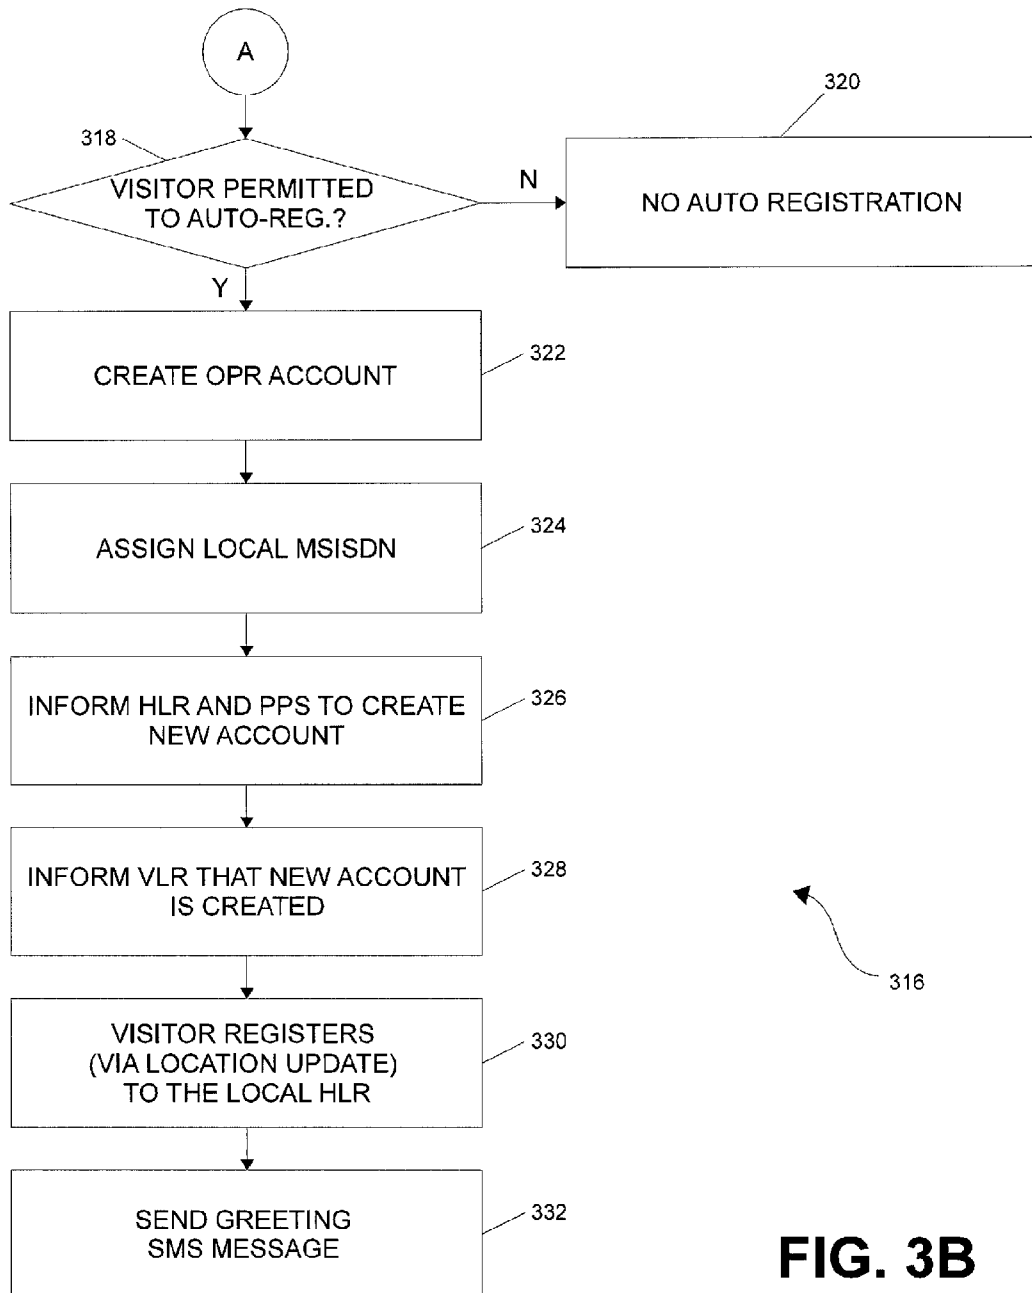 A
318
VISITOR PERMITTED
TO AUTO-REG.?
N
320
NO AUTO REGISTRATION
Y
CREATE OPR ACCOUNT
322
ASSIGN LOCAL MSISDN
324
INFORM HLR AND PPS TO CREATE
NEW ACCOUNT
326
INFORM VLR THAT NEW ACCOUNT
IS CREATED
328
316
VISITOR REGISTERS
(VIA LOCATION UPDATE)
TO THE LOCAL HLR
330
SEND GREETING
SMS MESSAGE
332
FIG. 3B